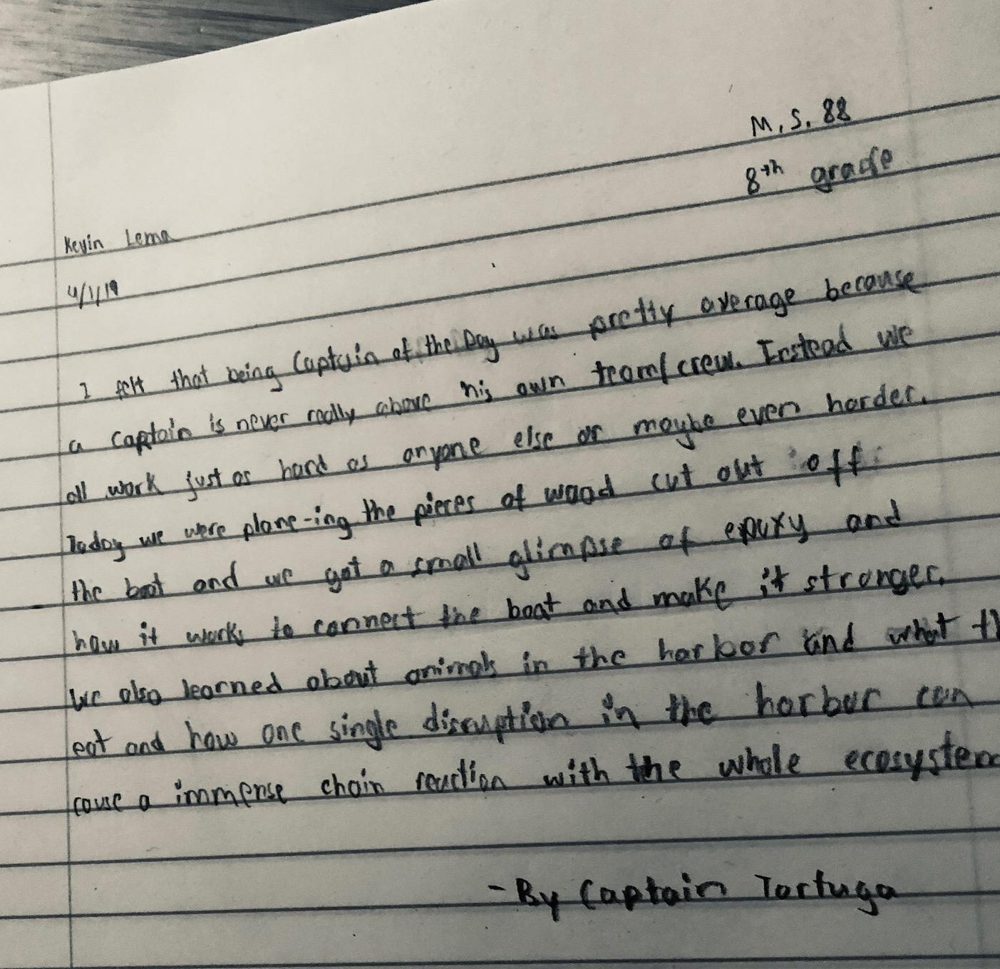 M.S. 88
8th grade
Kevin Lema
4/1/19
I felt that being Captain of the Day was pretty average because
a captain is never really above his own team/crew. Instead we
all work just as hard as anyone else or maybe even harder.
Today we were plane-ing the pieces of wood cut out off
the boat and we got a small glimpse of epoxy and
how it works to connect the boat and make it stronger.
We also learned about animals in the harbor and what th
eat and how one single disruption in the harbor can
cause a immense chain reaction with the whole ecosystem
- By Captain Tortuga